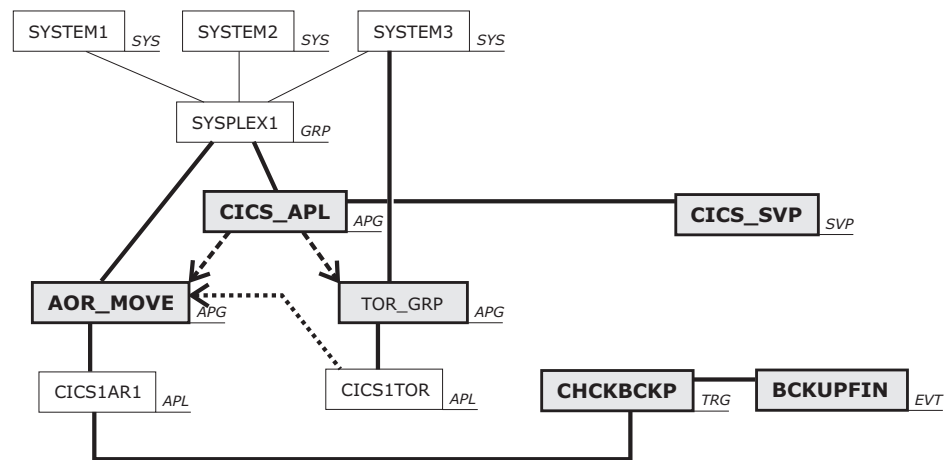 SYSTEM1 SYS SYSTEM2 SYS SYSTEM3 SYS
SYSPLEX1 GRP
CICS_APL APG CICS_SVP SVP
AOR_MOVE APG TOR_GRP APG
CICS1AR1 APL CICS1TOR APL CHCKBCKP TRG BCKUPFIN EVT